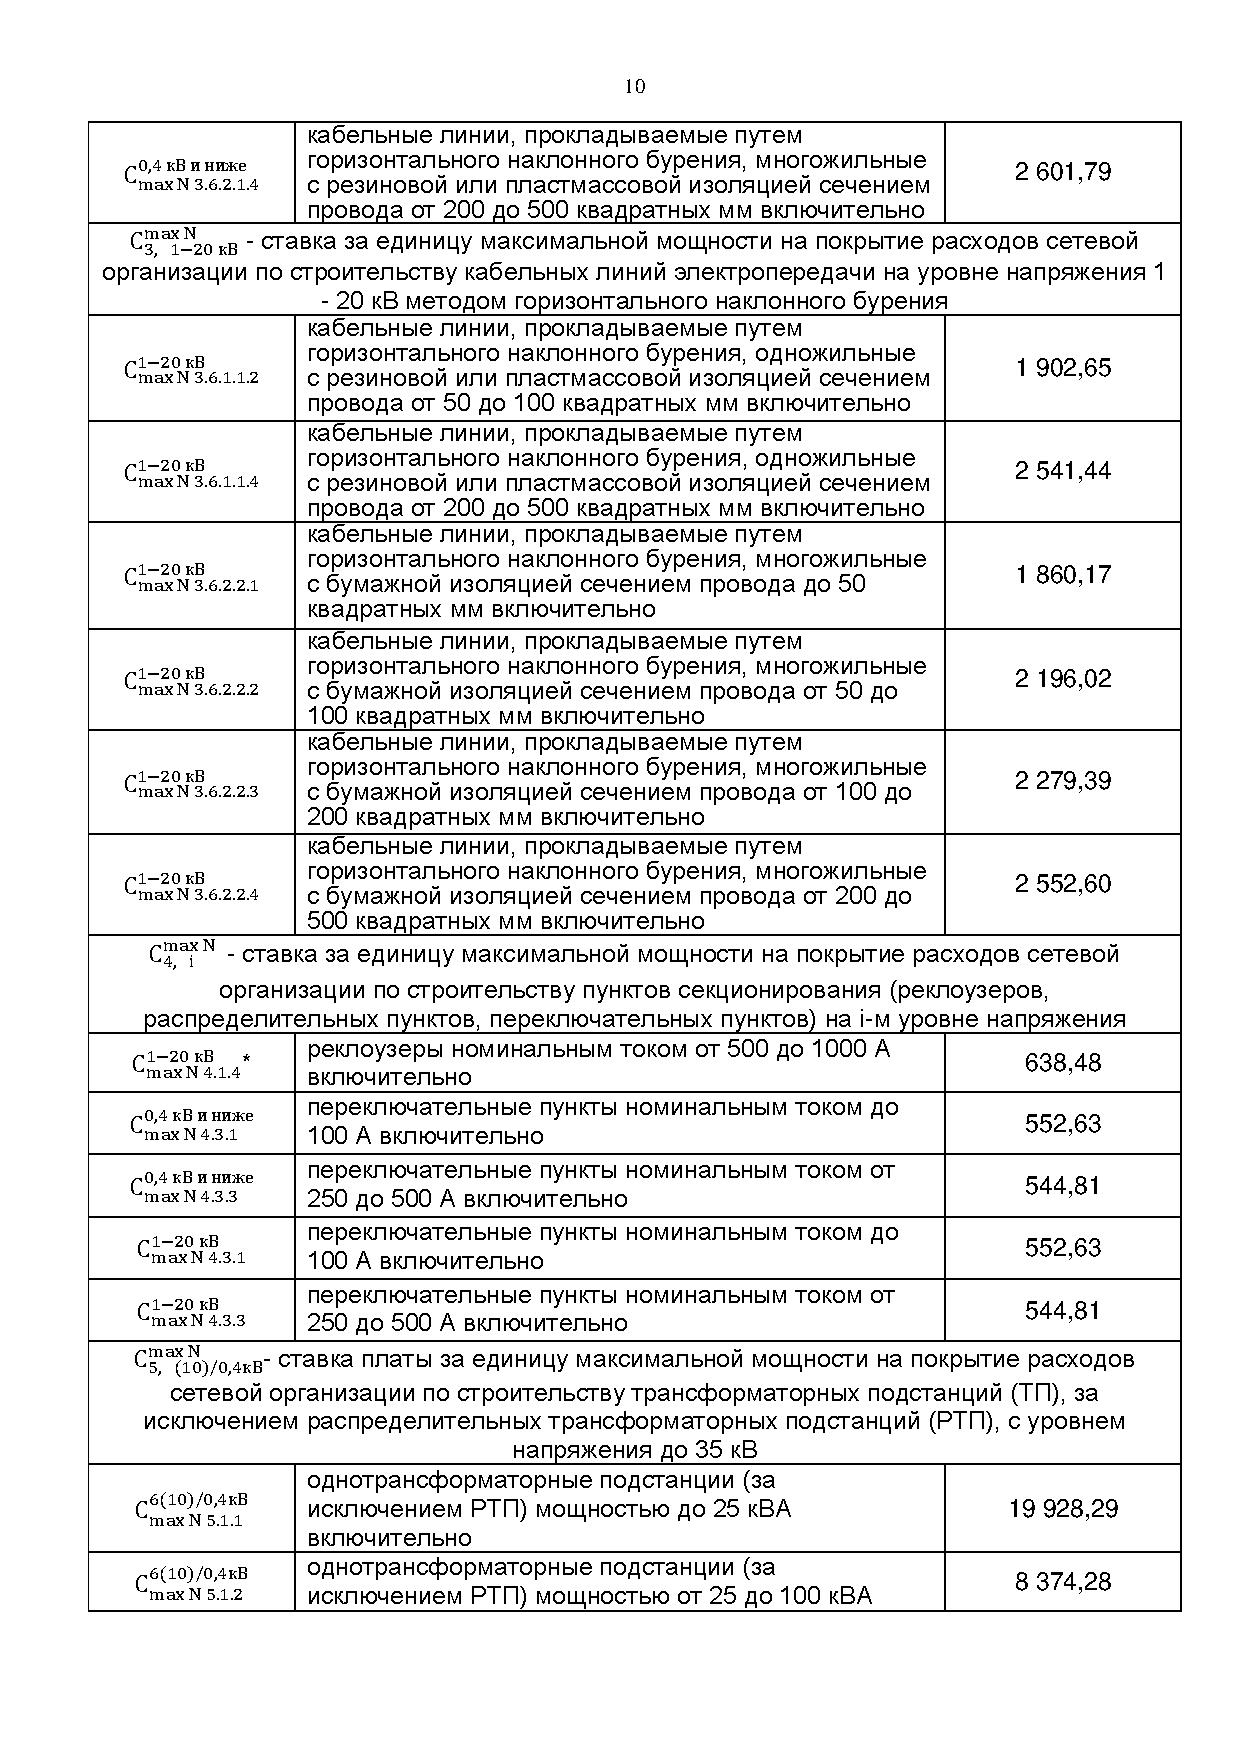 10
кабельные линии, прокладываемые путем
горизонтального наклонного бурения, многожильные
с резиновой или пластмассовой изоляцией сечением
провода от 200 до 500 квадратных мм включительно
C 0,4 кВ и ниже max N 3.6.2.1.4
2 601,79
C max N 3, 1−20 кВ - ставка за единицу максимальной мощности на покрытие расходов сетевой
организации по строительству кабельных линий электропередачи на уровне напряжения 1
- 20 кВ методом горизонтального наклонного бурения
кабельные линии, прокладываемые путем
горизонтального наклонного бурения, одножильные
с резиновой или пластмассовой изоляцией сечением
провода от 50 до 100 квадратных мм включительно
C 1−20 кВ max N 3.6.1.1.2
1 902,65
кабельные линии, прокладываемые путем
горизонтального наклонного бурения, одножильные
с резиновой или пластмассовой изоляцией сечением
провода от 200 до 500 квадратных мм включительно
C 1−20 кВ max N 3.6.1.1.4
2 541,44
кабельные линии, прокладываемые путем
горизонтального наклонного бурения, многожильные
с бумажной изоляцией сечением провода до 50
квадратных мм включительно
C 1−20 кВ max N 3.6.2.2.1
1 860,17
кабельные линии, прокладываемые путем
горизонтального наклонного бурения, многожильные
с бумажной изоляцией сечением провода от 50 до
100 квадратных мм включительно
C 1−20 кВ max N 3.6.2.2.2
2 196,02
кабельные линии, прокладываемые путем
горизонтального наклонного бурения, многожильные
с бумажной изоляцией сечением провода от 100 до
200 квадратных мм включительно
C 1−20 кВ max N 3.6.2.2.3
2 279,39
кабельные линии, прокладываемые путем
горизонтального наклонного бурения, многожильные
с бумажной изоляцией сечением провода от 200 до
500 квадратных мм включительно
C 1−20 кВ max N 3.6.2.2.4
2 552,60
C max N 4, i - ставка за единицу максимальной мощности на покрытие расходов сетевой
организации по строительству пунктов секционирования (реклоузеров,
распределительных пунктов, переключательных пунктов) на i-м уровне напряжения
реклоузеры номинальным током от 500 до 1000 А
включительно
C 1−20 кВ max N 4.1.4 *
638,48
переключательные пункты номинальным током до
100 А включительно
C 0,4 кВ и ниже max N 4.3.1
552,63
переключательные пункты номинальным током от
250 до 500 А включительно
C 0,4 кВ и ниже max N 4.3.3
544,81
переключательные пункты номинальным током до
100 А включительно
C 1−20 кВ max N 4.3.1
552,63
переключательные пункты номинальным током от
250 до 500 А включительно
C 1−20 кВ max N 4.3.3
544,81
C max N 5, (10)/0,4кВ - ставка платы за единицу максимальной мощности на покрытие расходов
сетевой организации по строительству трансформаторных подстанций (ТП), за
исключением распределительных трансформаторных подстанций (РТП), с уровнем
напряжения до 35 кВ
однотрансформаторные подстанции (за
исключением РТП) мощностью до 25 кВА
включительно
C 6(10)/0,4кВ max N 5.1.1
19 928,29
однотрансформаторные подстанции (за
исключением РТП) мощностью от 25 до 100 кВА
C 6(10)/0,4кВ max N 5.1.2
8 374,28